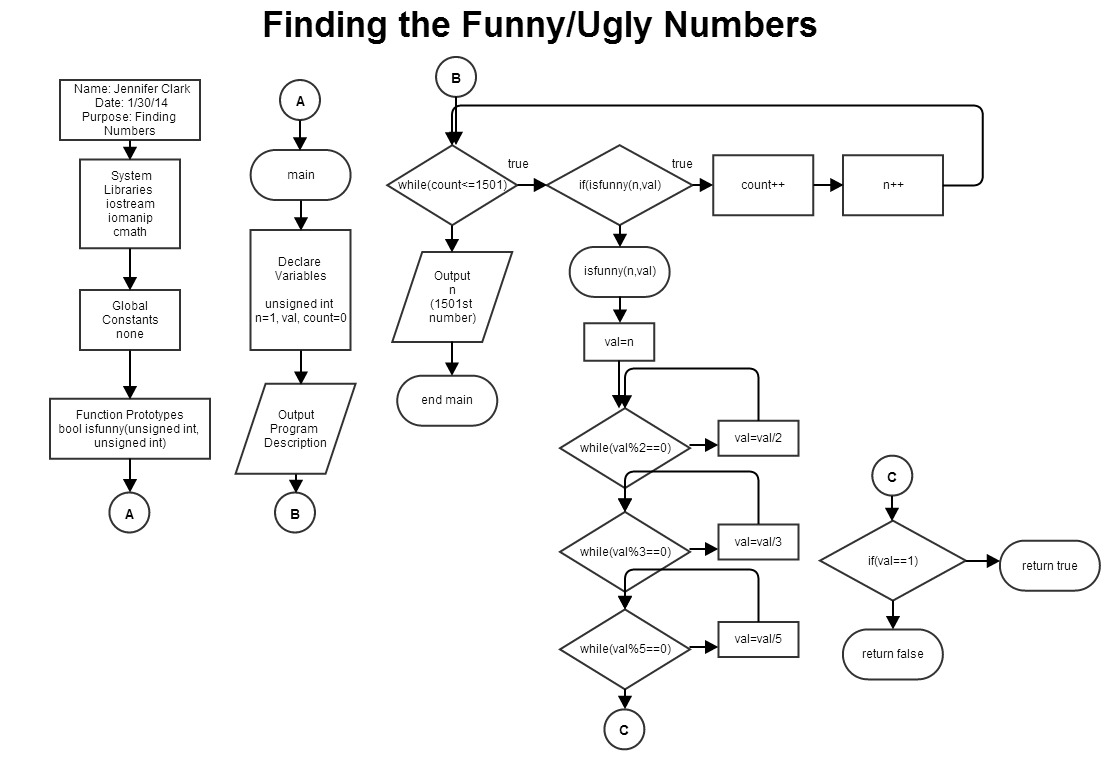 Finding the Funny/Ugly Numbers
Name: Jennifer Clark
Date: 1/30/14
Purpose: Finding
Numbers
System
Libraries
iostream
iomanip
cmath
Global
Constants
none
Function Prototypes
bool isfunny(unsigned int,
unsigned int)
A
A
main
Declare
Variables
unsigned int
n=1, val, count=0
Output
Program
Description
B
B
while(count<=1501)
true
if(isfunny(n,val)
true
count++
n++
Output
n
(1501st
number)
end main
isfunny(n,val)
val=n
while(val%2==0)
val=val/2
while(val%3==0)
val=val/3
while(val%5==0)
val=val/5
C
C
if(val==1)
return true
return false